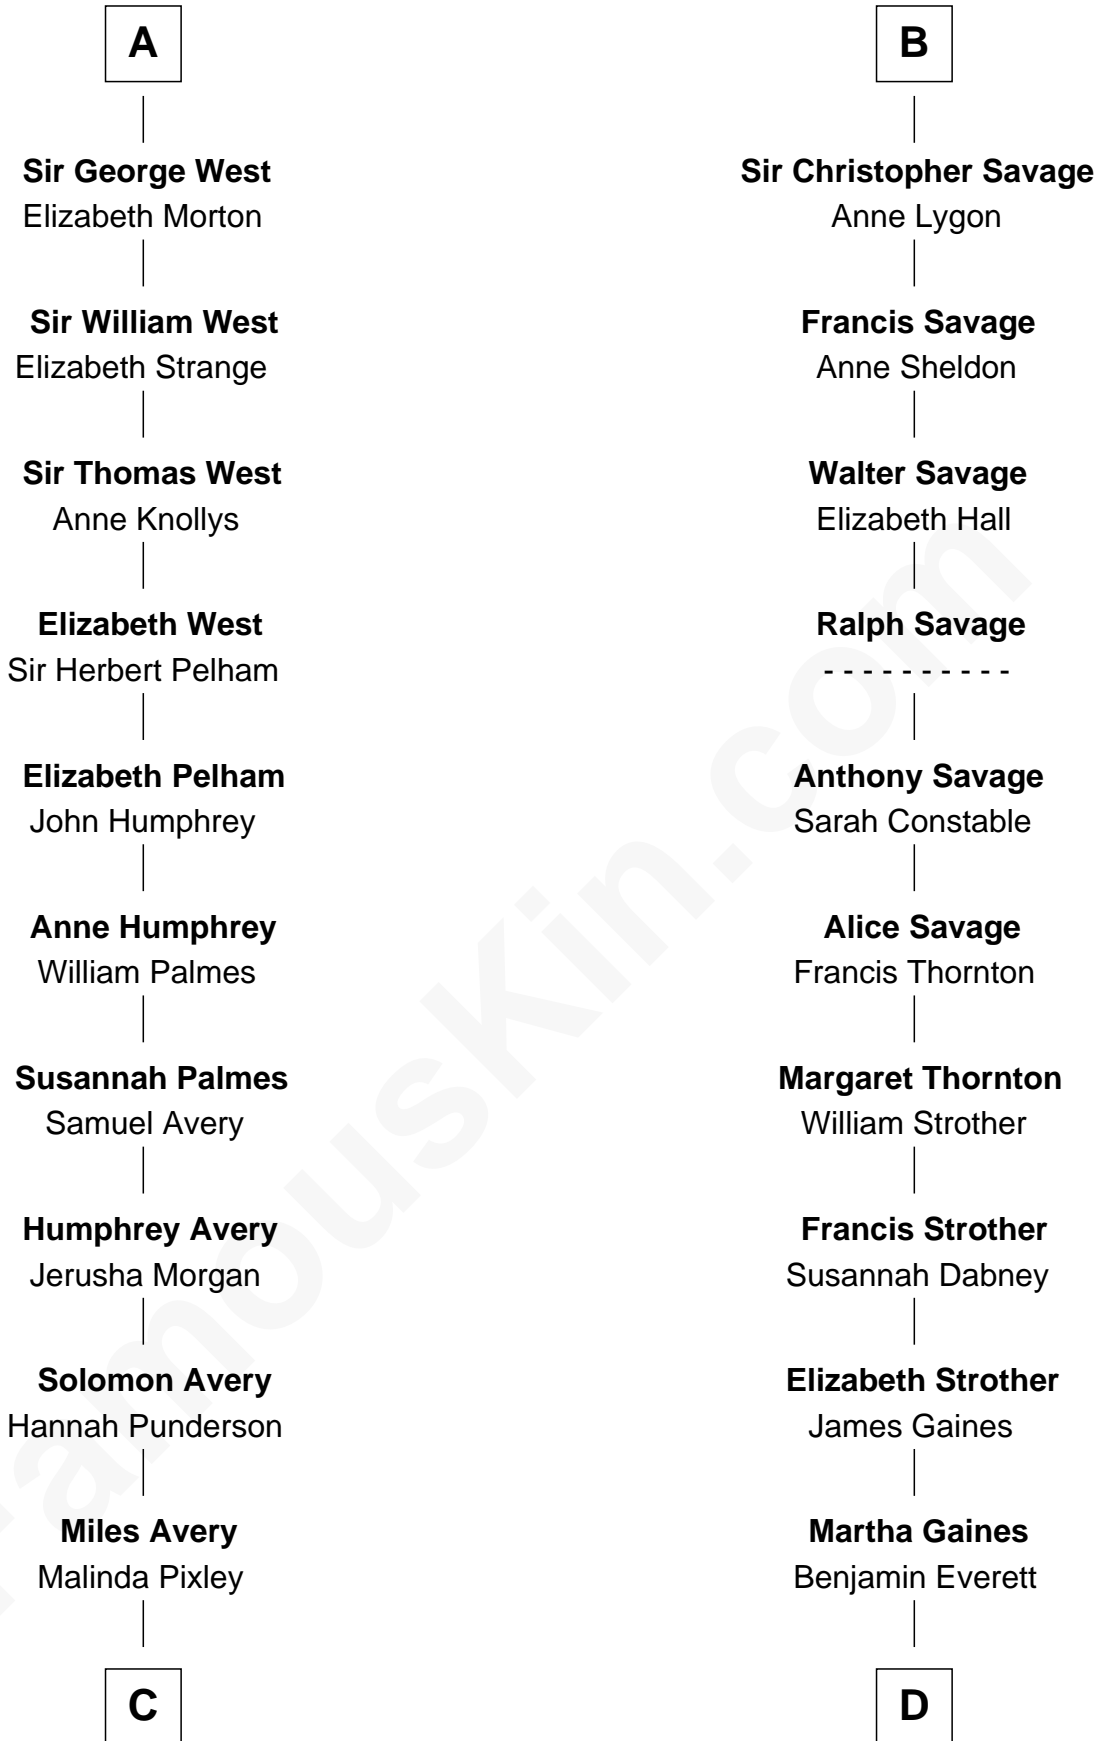 A
Sir George West
Elizabeth Morton
Sir William West
Elizabeth Strange
Sir Thomas West
Anne Knollys
Elizabeth West
Sir Herbert Pelham
Elizabeth Pelham
John Humphrey
Anne Humphrey
William Palmes
Susannah Palmes
Samuel Avery
Humphrey Avery
Jerusha Morgan
Solomon Avery
Hannah Punderson
Miles Avery
Malinda Pixley
C
B
Sir Christopher Savage
Anne Lygon
Francis Savage
Anne Sheldon
Walter Savage
Elizabeth Hall
Ralph Savage
- - - - - - - - - -
Anthony Savage
Sarah Constable
Alice Savage
Francis Thornton
Margaret Thornton
William Strother
Francis Strother
Susannah Dabney
Elizabeth Strother
James Gaines
Martha Gaines
Benjamin Everett
D
FamousKin.com